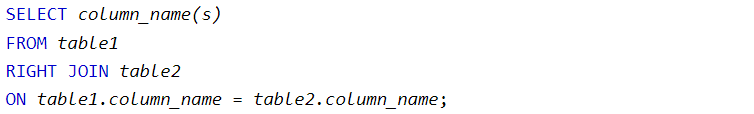 SELECT column_name(s)
FROM table1
RIGHT JOIN table2
ON table1.column_name = table2.column_name;